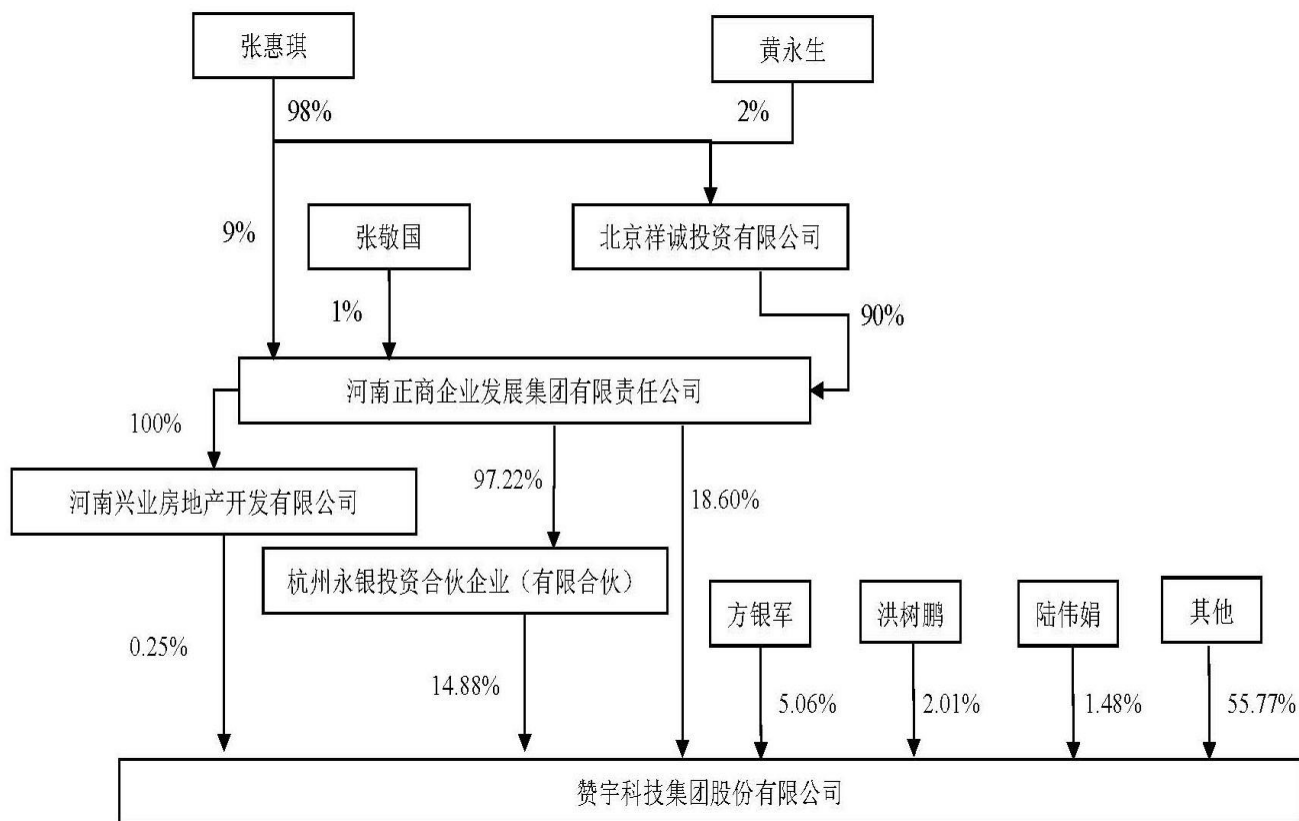 张惠琪
黄永生
98%
2%
9%
张敬国
北京祥诚投资有限公司
1%
90%
河南正商企业发展集团有限责任公司
100%
97.22%
18.60%
河南兴业房地产开发有限公司
杭州永银投资合伙企业（有限合伙）
方银军
洪树鹏
陆伟娟
其他
0.25%
14.88%
5.06%
2.01%
1.48%
55.77%
赞宇科技集团股份有限公司